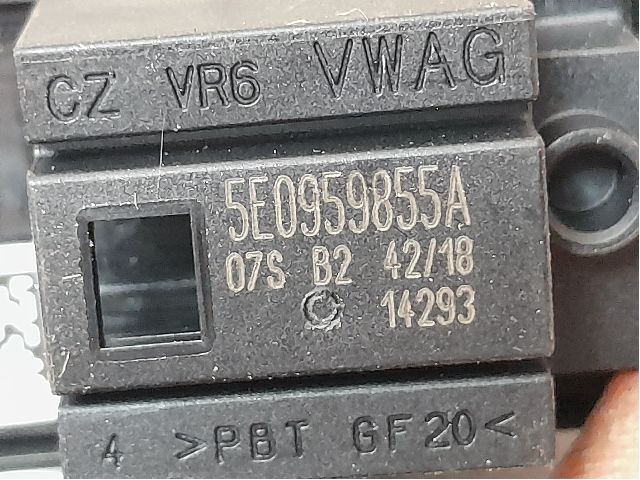 CZ VR6 VWAG
5E0959855A
07S B2 42/18
14293
4 >PBT GF20<